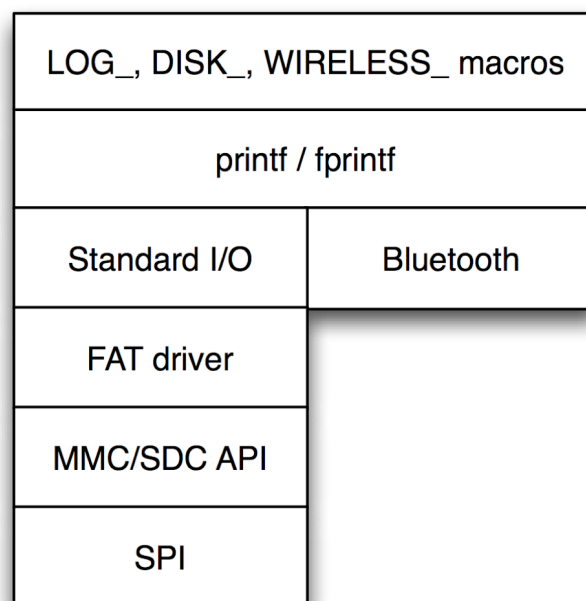 LOG_, DISK_, WIRELESS_ macros
printf / fprintf
Standard I/O
Bluetooth
FAT driver
MMC/SDC API
SPI